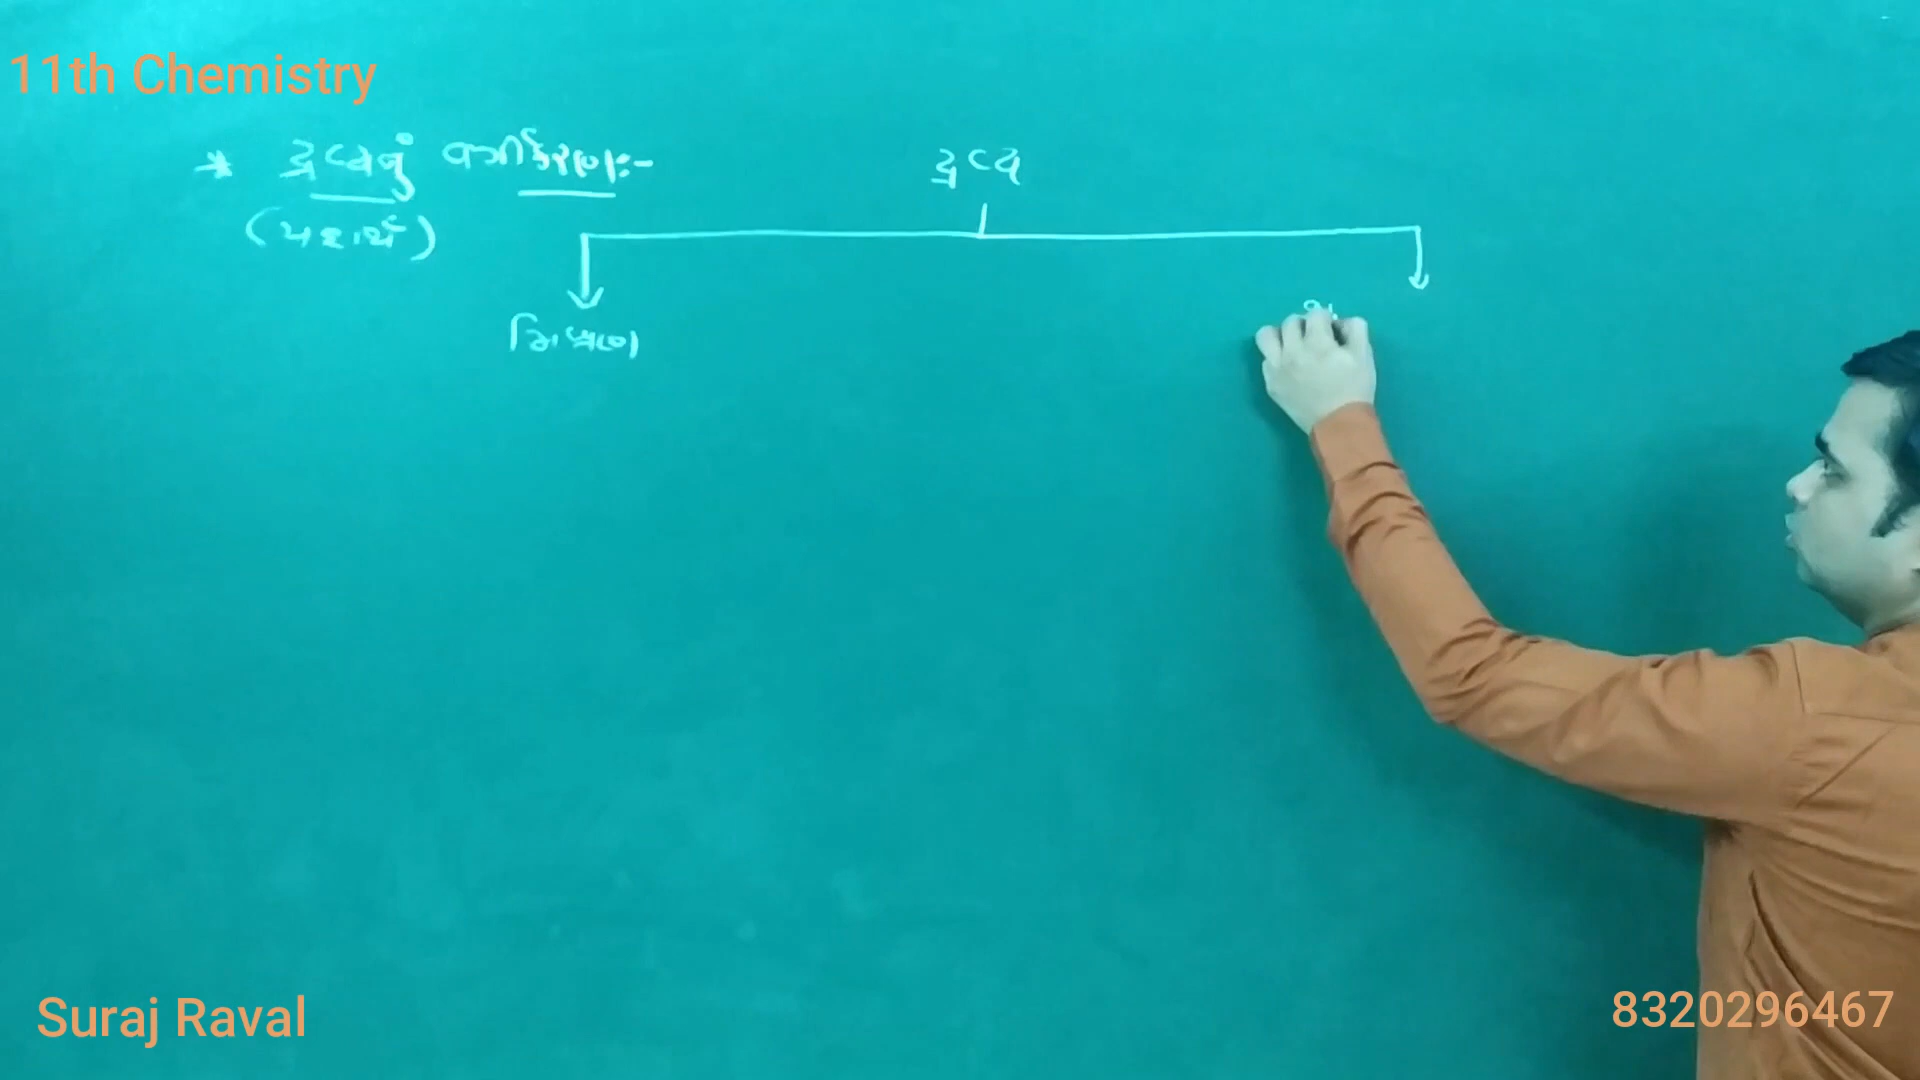 11th Chemistry
* દ્રવ્યનું વર્ગીકરણ:-
(પદાર્થ)
દ્રવ્ય
મિશ્રણ
Suraj Raval
8320296467